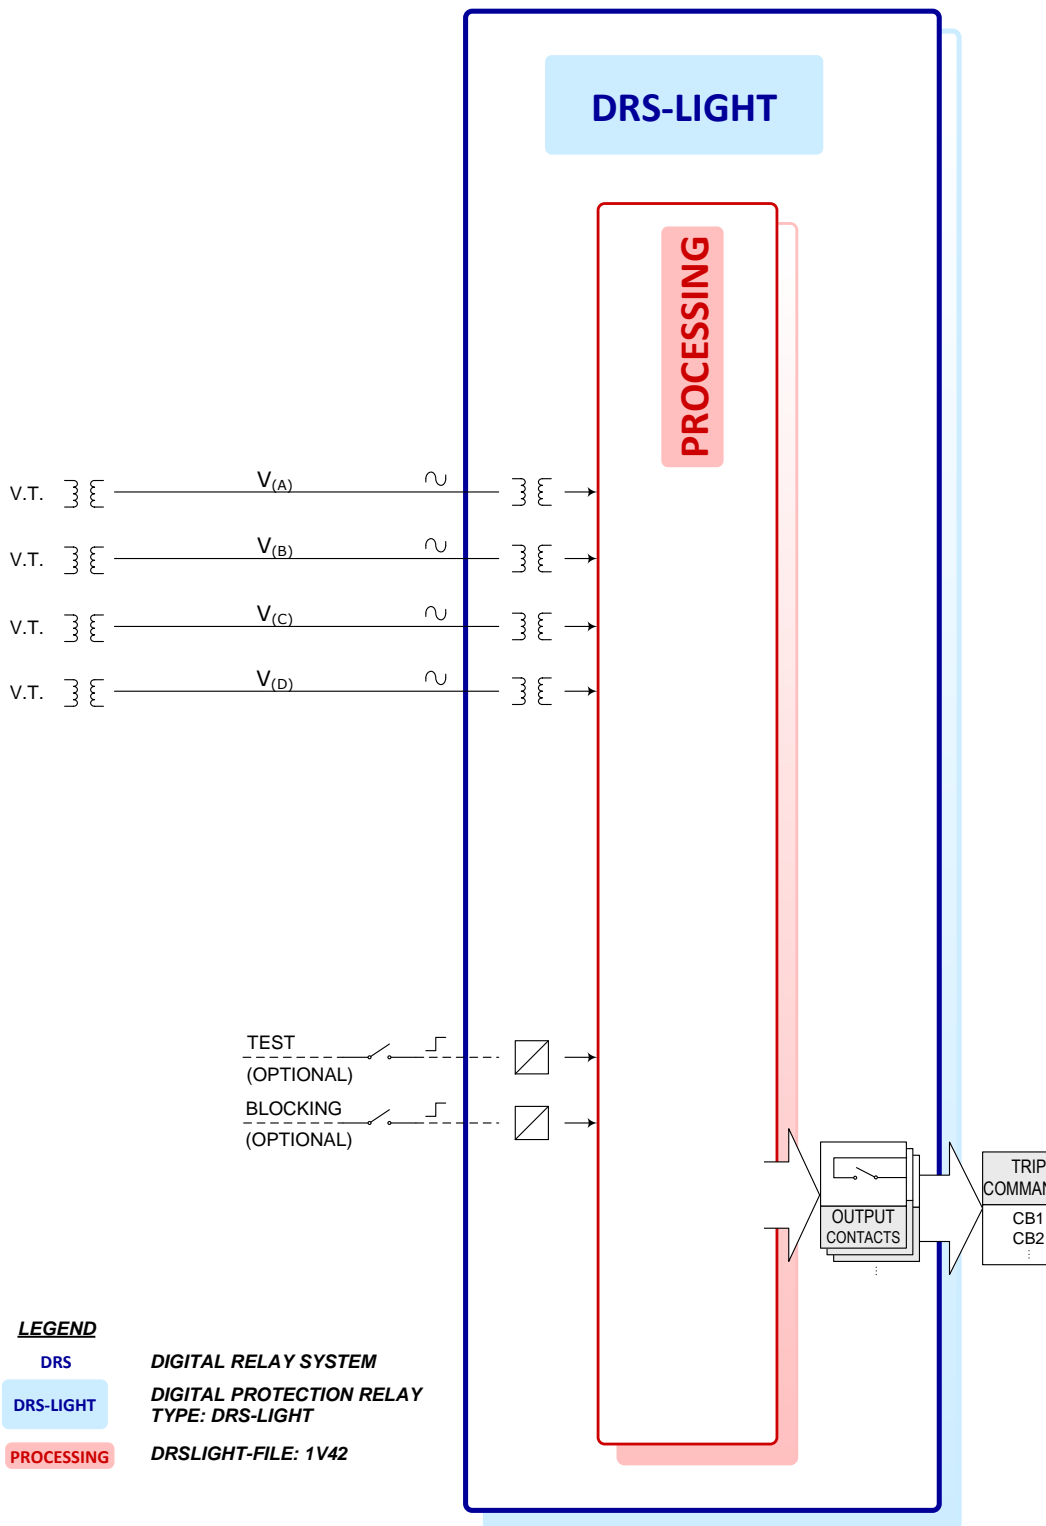 DRS-LIGHT
PROCESSING
V.T.
V(A)
V.T.
V(B)
V.T.
V(C)
V.T.
V(D)
TEST
(OPTIONAL)
BLOCKING
(OPTIONAL)
OUTPUT
CONTACTS
TRIP
COMMAN
CB1
CB2
LEGEND
DRS
DIGITAL RELAY SYSTEM
DRS-LIGHT
DIGITAL PROTECTION RELAY
TYPE: DRS-LIGHT
PROCESSING
DRSLIGHT-FILE: 1V42